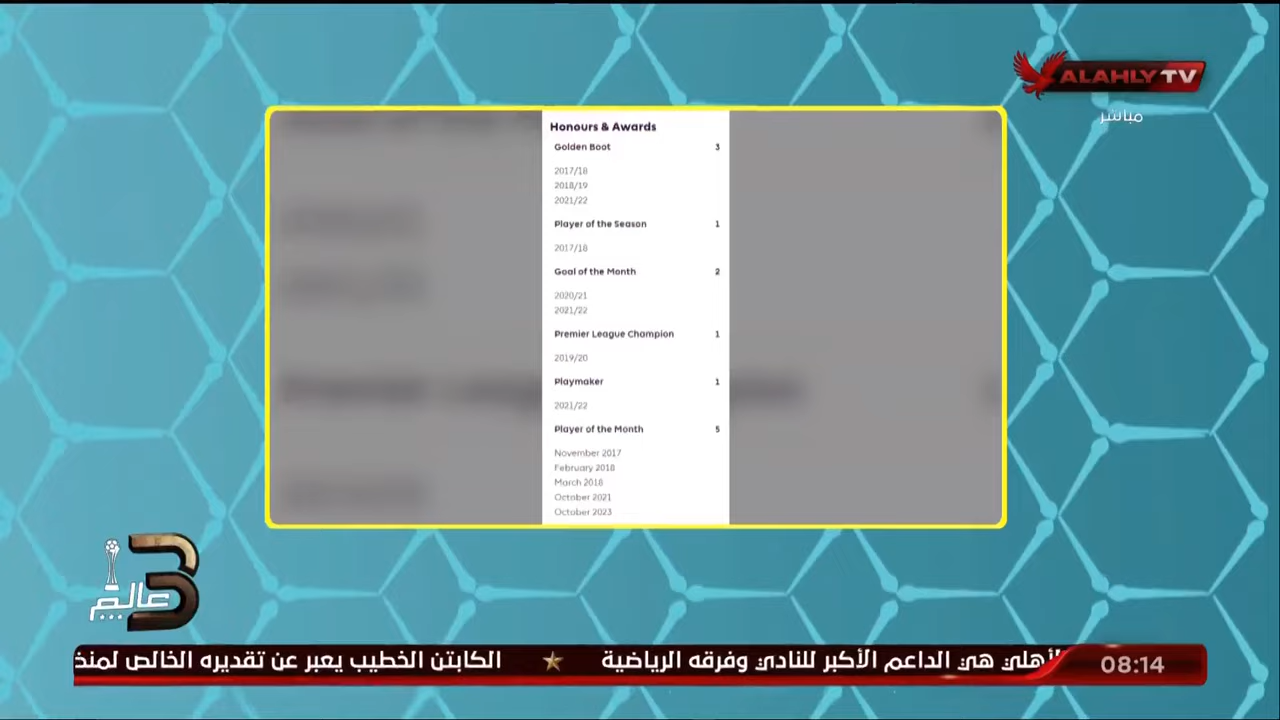 ALAHLY TV
مباشر
Honours & Awards
Golden Boot 3
2017/18
2018/19
2021/22
Player of the Season 1
2017/18
Goal of the Month 2
2020/21
2021/22
Premier League Champion 1
2019/20
Playmaker 1
2021/22
Player of the Month 5
November 2017
February 2018
March 2018
October 2021
October 2023
3
عالم
الأهلي هي الداعم الأكبر للنادي وفرقه الرياضية
الكابتن الخطيب يعبر عن تقديره الخالص
08:14